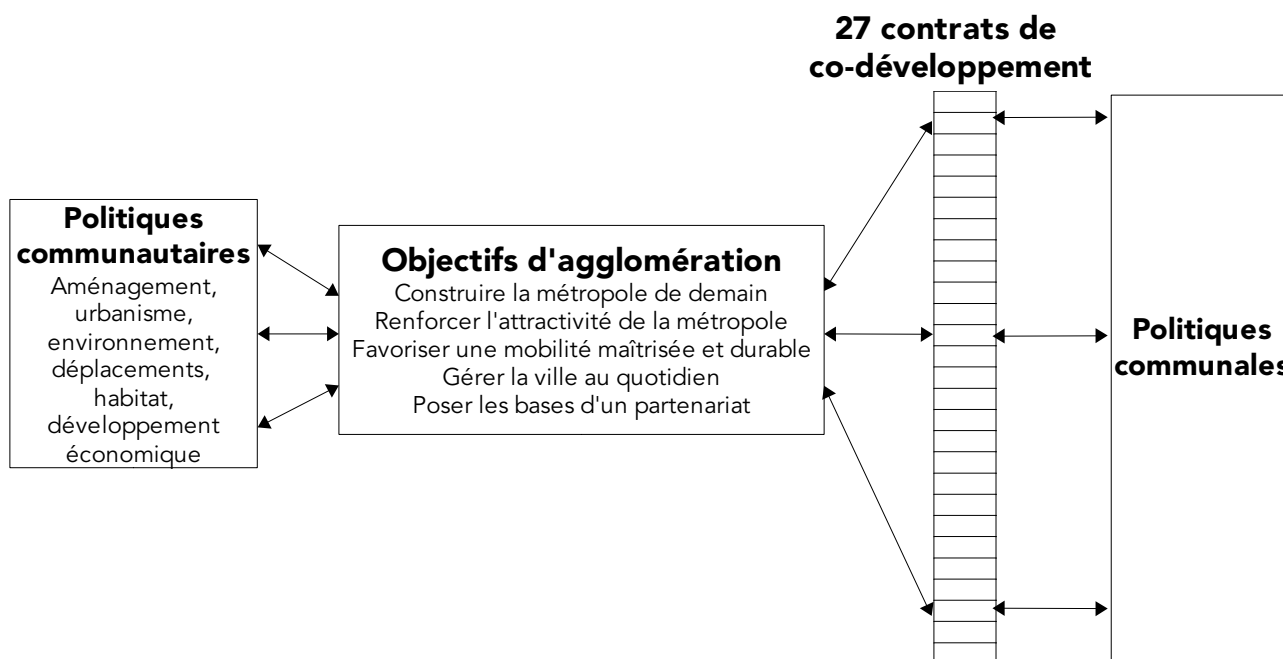 27 contrats de
co-développement
Politiques
communautaires
Aménagement,
urbanisme,
environnement,
déplacements,
habitat,
développement
économique
Objectifs d'agglomération
Construire la métropole de demain
Renforcer l'attractivité de la métropole
Favoriser une mobilité maîtrisée et durable
Gérer la ville au quotidien
Poser les bases d'un partenariat
Politiques
communales